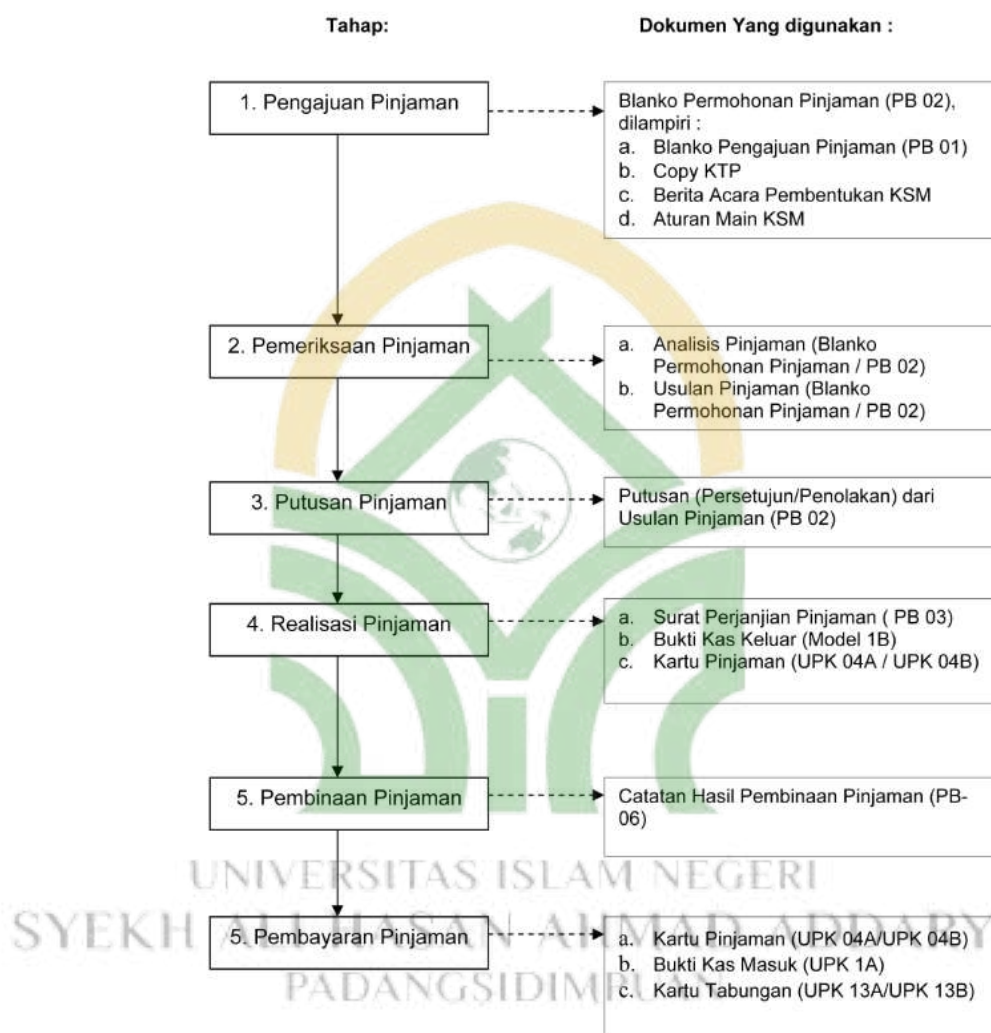 Tahap:
Dokumen Yang digunakan :
1. Pengajuan Pinjaman
Blanko Permohonan Pinjaman (PB 02),
dilampiri :
a. Blanko Pengajuan Pinjaman (PB 01)
b. Copy KTP
c. Berita Acara Pembentukan KSM
d. Aturan Main KSM
2. Pemeriksaan Pinjaman
a. Analisis Pinjaman (Blanko
Permohonan Pinjaman / PB 02)
b. Usulan Pinjaman (Blanko
Permohonan Pinjaman / PB 02)
3. Putusan Pinjaman
Putusan (Persetujun/Penolakan) dari
Usulan Pinjaman (PB 02)
4. Realisasi Pinjaman
a. Surat Perjanjian Pinjaman ( PB 03)
b. Bukti Kas Keluar (Model 1B)
c. Kartu Pinjaman (UPK 04A / UPK 04B)
5. Pembinaan Pinjaman
Catatan Hasil Pembinaan Pinjaman (PB-
06)
UNIVERSITAS ISLAM NEGERI
SYEKH ALI HASAN AHMAD ADDARY
PADANGSIDIMPUAN
5. Pembayaran Pinjaman
a. Kartu Pinjaman (UPK 04A/UPK 04B)
b. Bukti Kas Masuk (UPK 1A)
c. Kartu Tabungan (UPK 13A/UPK 13B)